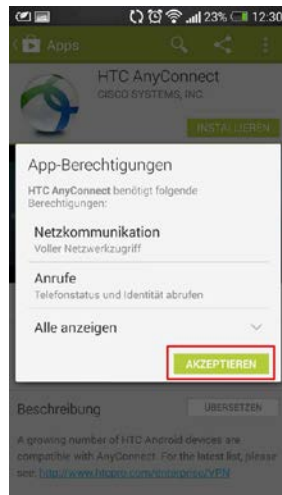 23% 12:30
Apps
HTC AnyConnect
CISCO SYSTEMS, INC.
INSTALLIEREN
App-Berechtigungen
HTC AnyConnect benötigt folgende
Berechtigungen:
Netzkommunikation
Voller Netzwerkzugriff
Anrufe
Telefonstatus und Identität abrufen
Alle anzeigen
AKZEPTIEREN
Beschreibung
ÜBERSETZEN
A growing number of HTC Android devices are
compatible with AnyConnect. For the latest list, please
see: http://www.htcpro.com/enterprise/VPN